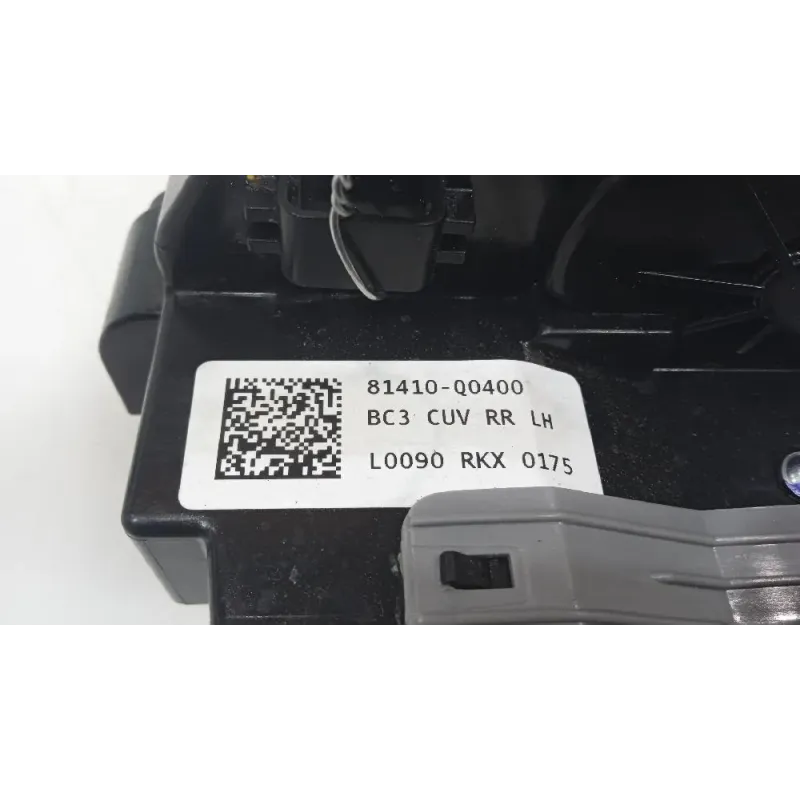 81410-Q0400
BC3 CUV RR LH
L0090 RKX 0175